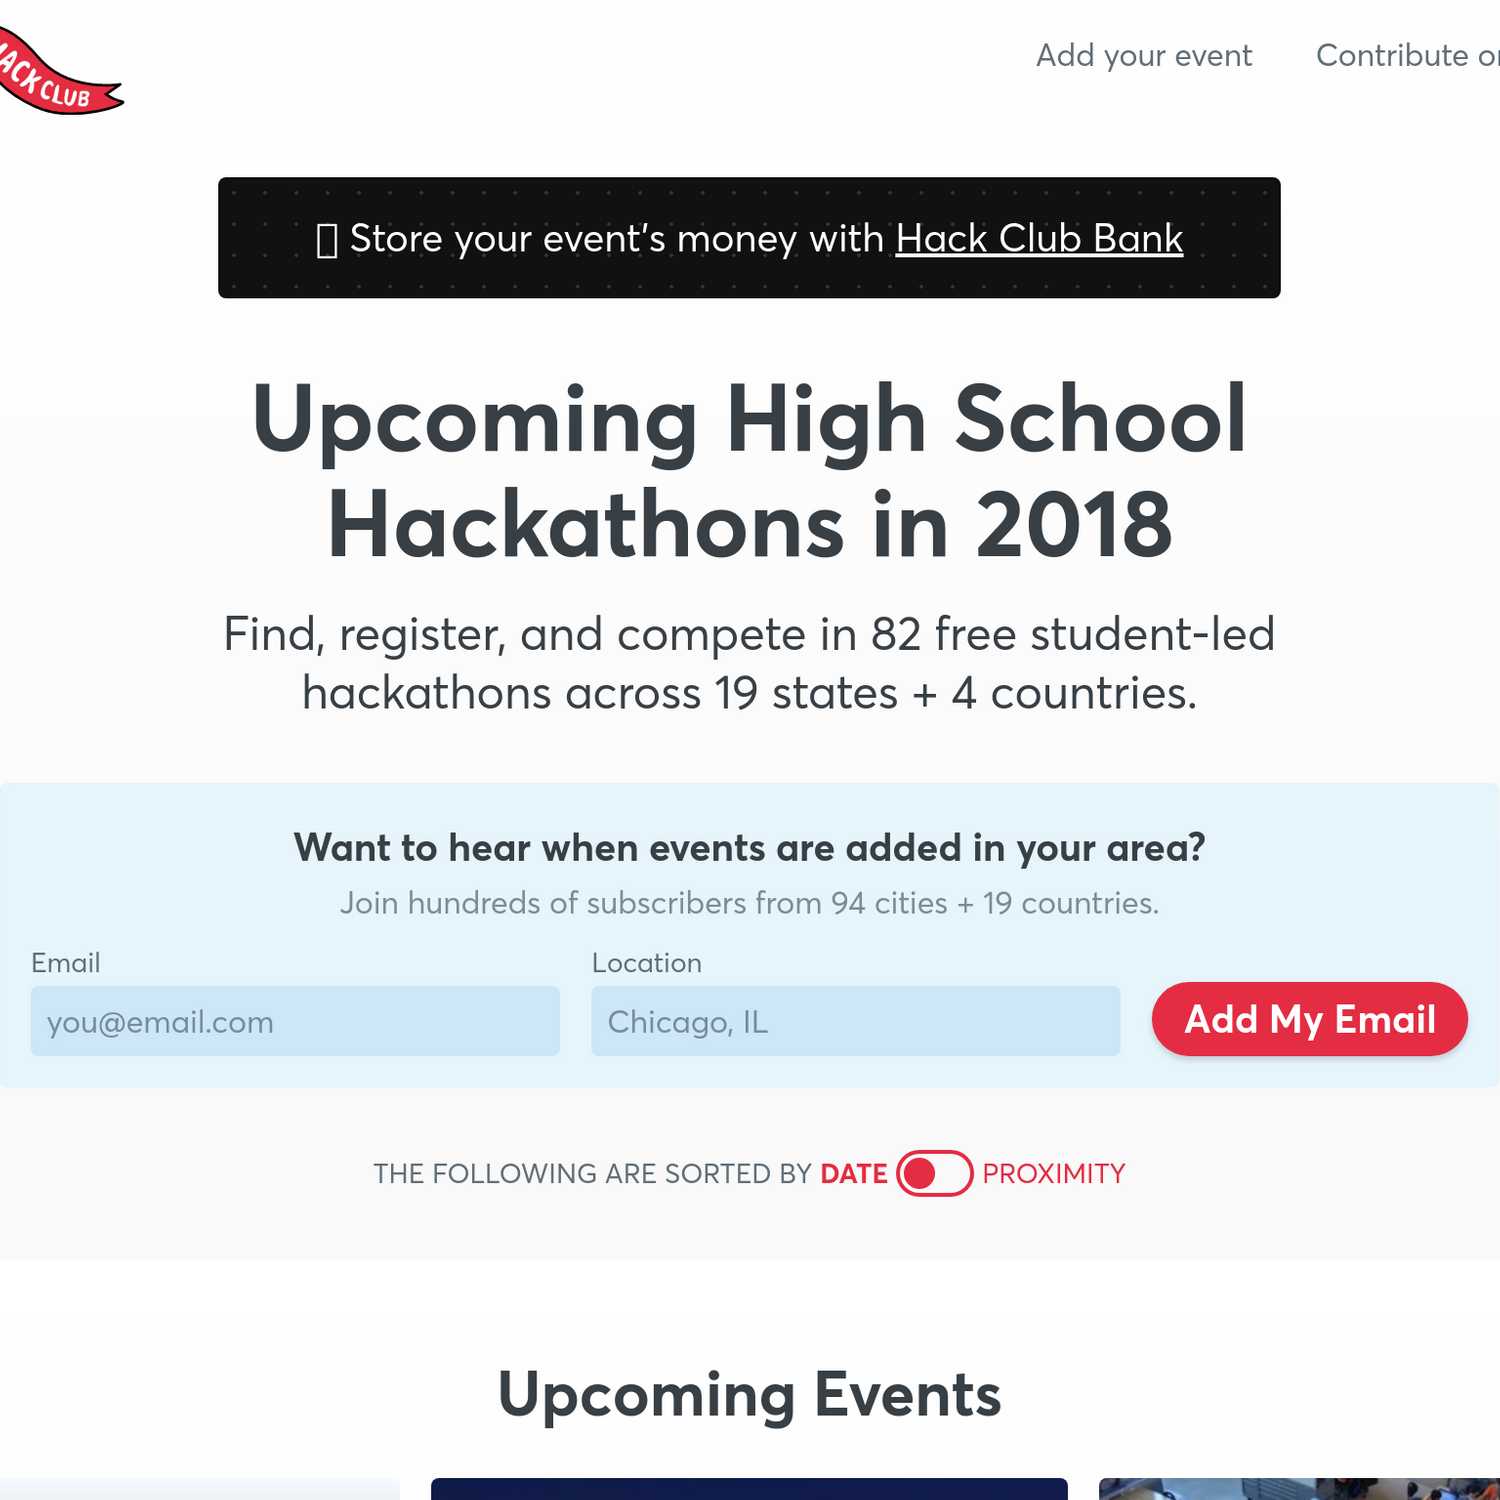 HACK CLUB
Add your event
Contribute
Store your event's money with Hack Club Bank
Upcoming High School
Hackathons in 2018
Find, register, and compete in 82 free student-led
hackathons across 19 states + 4 countries.
Want to hear when events are added in your area?
Join hundreds of subscribers from 94 cities + 19 countries.
Email
Location
you@email.com
Chicago, IL
Add My Email
THE FOLLOWING ARE SORTED BY DATE PROXIMITY
Upcoming Events